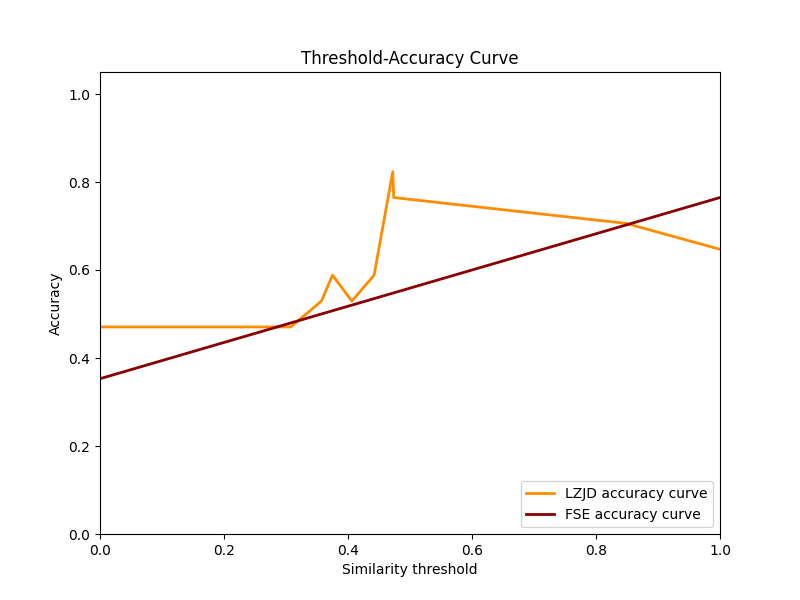 Threshold-Accuracy Curve
1.0
0.8
0.6
0.4
0.2
0.0
Accuracy
0.0 0.2 0.4 0.6 0.8 1.0
Similarity threshold
LZJD accuracy curve
FSE accuracy curve